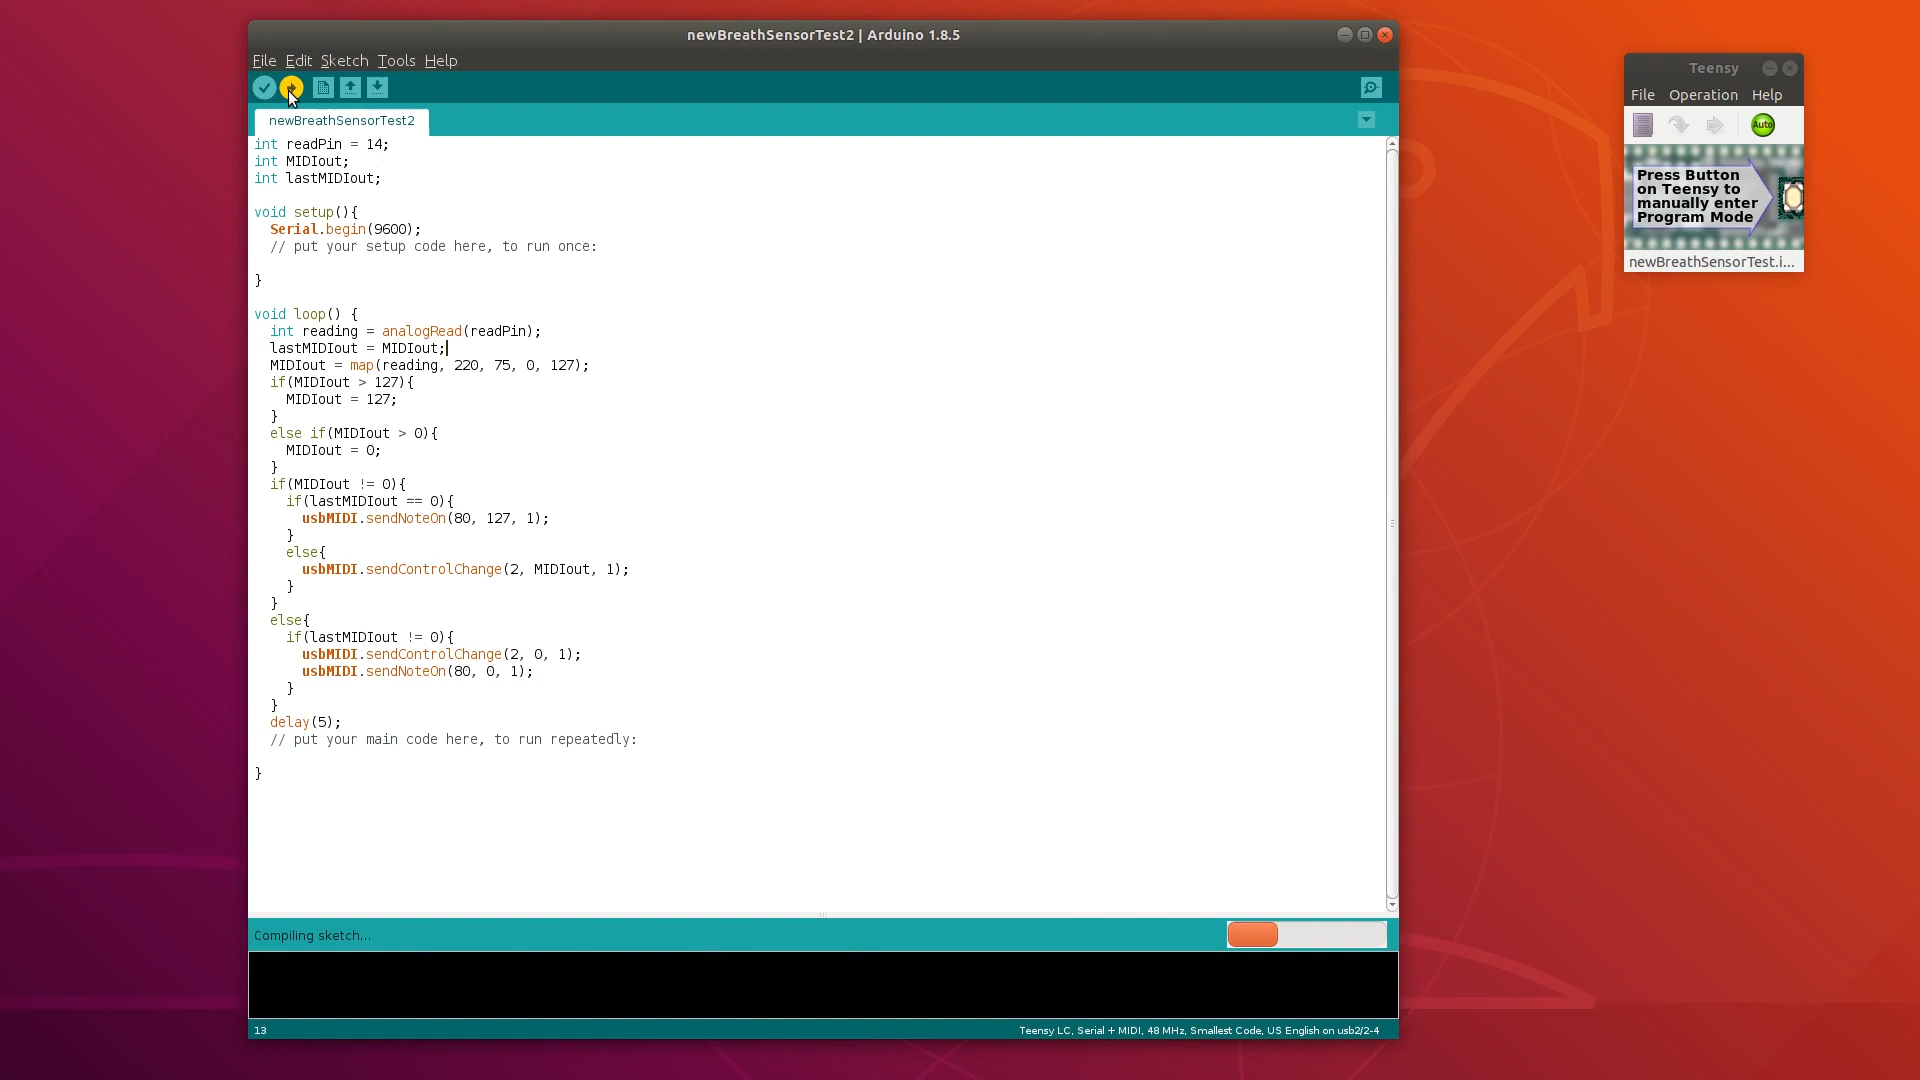 newBreathSensorTest2 | Arduino 1.8.5
File Edit Sketch Tools Help
newBreathSensorTest2
int readPin = 14;
int MIDIout;
int lastMIDIout;
void setup(){
  Serial.begin(9600);
  // put your setup code here, to run once:
}
void loop() {
  int reading = analogRead(readPin);
  lastMIDIout = MIDIout;
  MIDIout = map(reading, 220, 75, 0, 127);
  if(MIDIout > 127){
    MIDIout = 127;
  }
  else if(MIDIout > 0){
    MIDIout = 0;
  }
  if(MIDIout != 0){
    if(lastMIDIout == 0){
      usbMIDI.sendNoteOn(80, 127, 1);
    }
    else{
      usbMIDI.sendControlChange(2, MIDIout, 1);
    }
  }
  else{
    if(lastMIDIout != 0){
      usbMIDI.sendControlChange(2, 0, 1);
      usbMIDI.sendNoteOn(80, 0, 1);
    }
  }
  delay(5);
  // put your main code here, to run repeatedly:
}
Compiling sketch...
13
Teensy LC, Serial + MIDI, 48 MHz, Smallest Code, US English on usb2/2-4
Teensy
File Operation Help
Auto
Press Button
on Teensy to
manually enter
Program Mode
newBreathSensorTest.i...